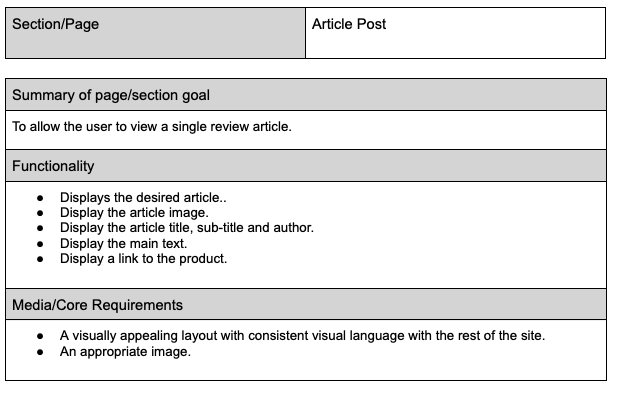 Section/Page
Article Post
Summary of page/section goal
To allow the user to view a single review article.
Functionality
● Displays the desired article..
● Display the article image.
● Display the article title, sub-title and author.
● Display the main text.
● Display a link to the product.
Media/Core Requirements
● A visually appealing layout with consistent visual language with the rest of the site.
● An appropriate image.